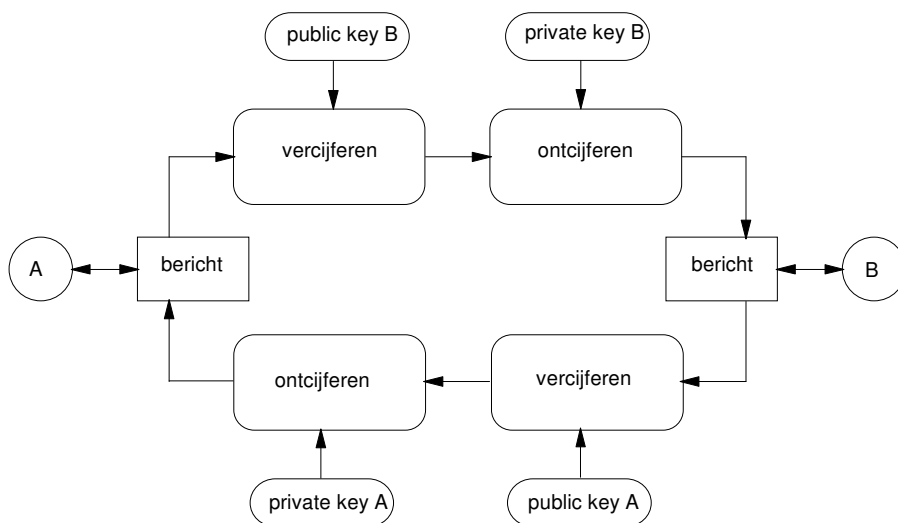 public key B
private key B
vercijferen
ontcijferen
A
bericht
bericht
B
ontcijferen
vercijferen
private key A
public key A